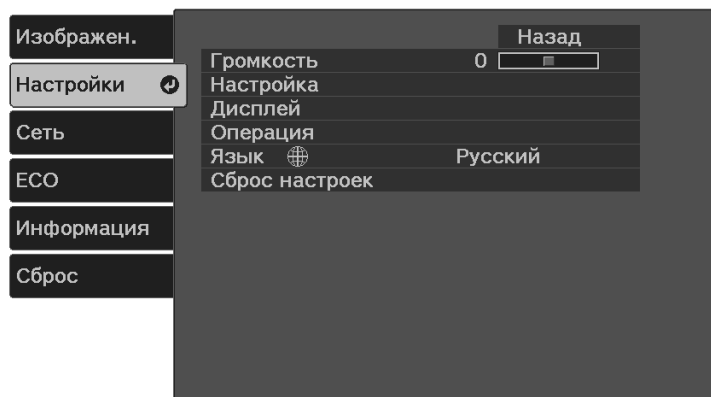 Изображен.
Настройки
Сеть
ECO
Информация
Сброс
Назад
Громкость 0
Настройка
Дисплей
Операция
Язык Русский
Сброс настроек